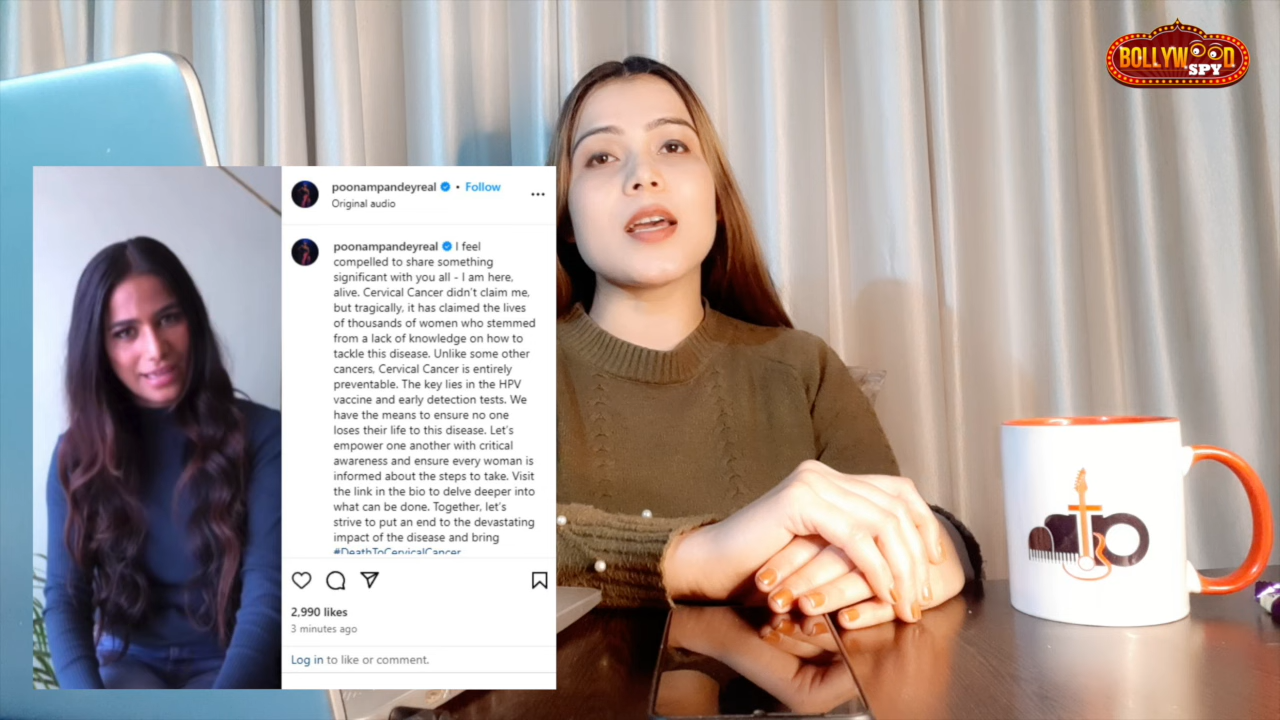 BOLLYWOOD
SPY
poonampandeyreal • Follow
Original audio
poonampandeyreal I feel
compelled to share something
significant with you all - I am here,
alive. Cervical Cancer didn't claim me,
but tragically, it has claimed the lives
of thousands of women who stemmed
from a lack of knowledge on how to
tackle this disease. Unlike some other
cancers, Cervical Cancer is entirely
preventable. The key lies in the HPV
vaccine and early detection tests. We
have the means to ensure no one
loses their life to this disease. Let's
empower one another with critical
awareness and ensure every woman is
informed about the steps to take. Visit
the link in the bio to delve deeper into
what can be done. Together, let's
strive to put an end to the devastating
impact of the disease and bring
#DeathToCervicalCancer
2,990 likes
3 minutes ago
Log in to like or comment.